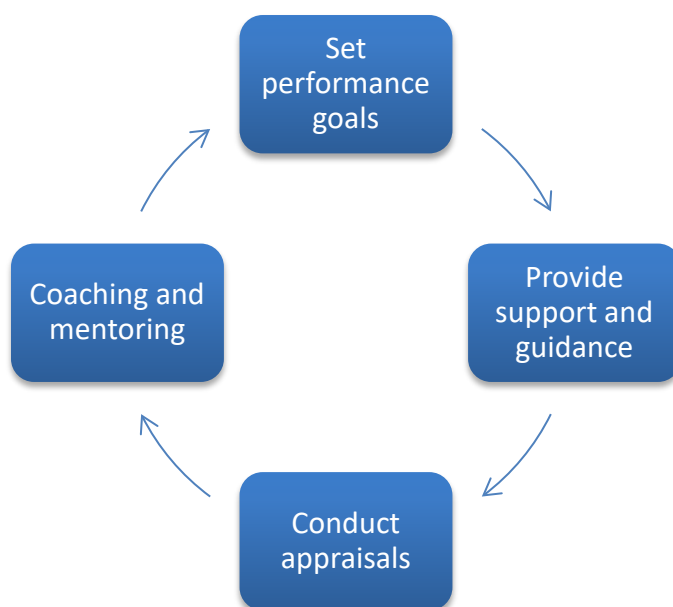 Set
performance
goals
Provide
support and
guidance
Conduct
appraisals
Coaching and
mentoring